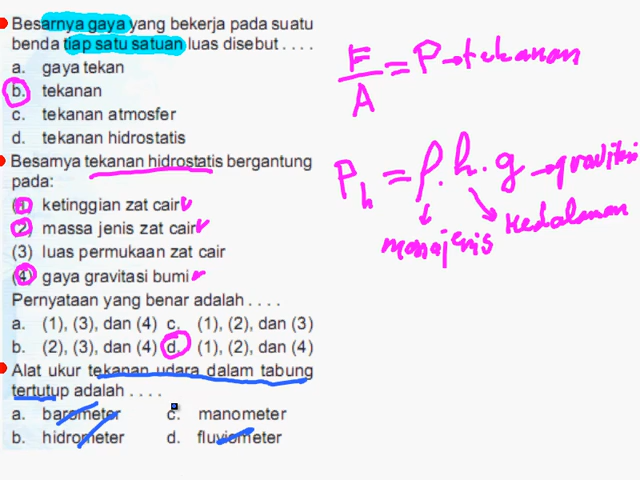 Besarnya gaya yang bekerja pada suatu
benda tiap satu satuan luas disebut . . . .
a. gaya tekan
b. tekanan
c. tekanan atmosfer
d. tekanan hidrostatis
Besarnya tekanan hidrostatis bergantung
pada:
(1) ketinggian zat cair
(2) massa jenis zat cair
(3) luas permukaan zat cair
(4) gaya gravitasi bumi
Pernyataan yang benar adalah . . . .
a. (1), (3), dan (4) c. (1), (2), dan (3)
b. (2), (3), dan (4) d. (1), (2), dan (4)
Alat ukur tekanan udara dalam tabung
tertutup adalah . . . .
a. barometer c. manometer
b. hidrometer d. fluviometer
F/A = P → tekanan
Ph = ρ . h . g → gravitasi
massa jenis
kedalaman